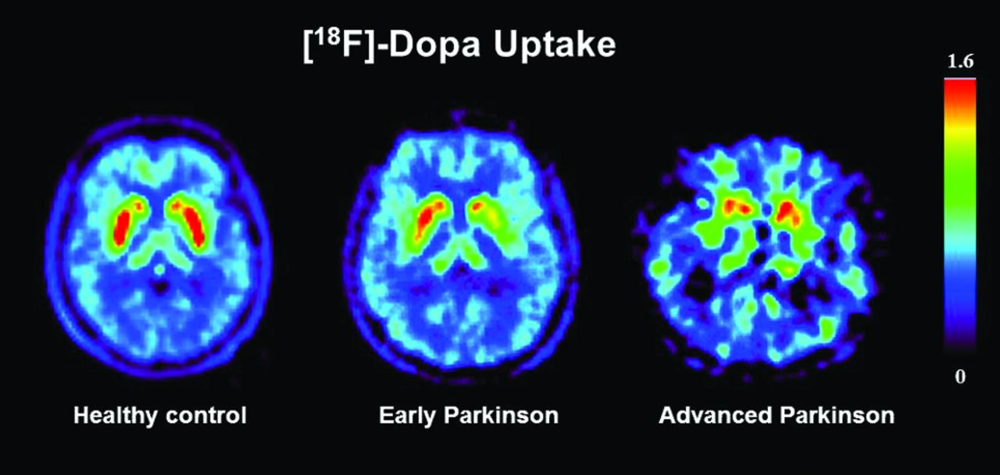 [¹⁸F]-Dopa Uptake
1.6
0
Healthy control
Early Parkinson
Advanced Parkinson